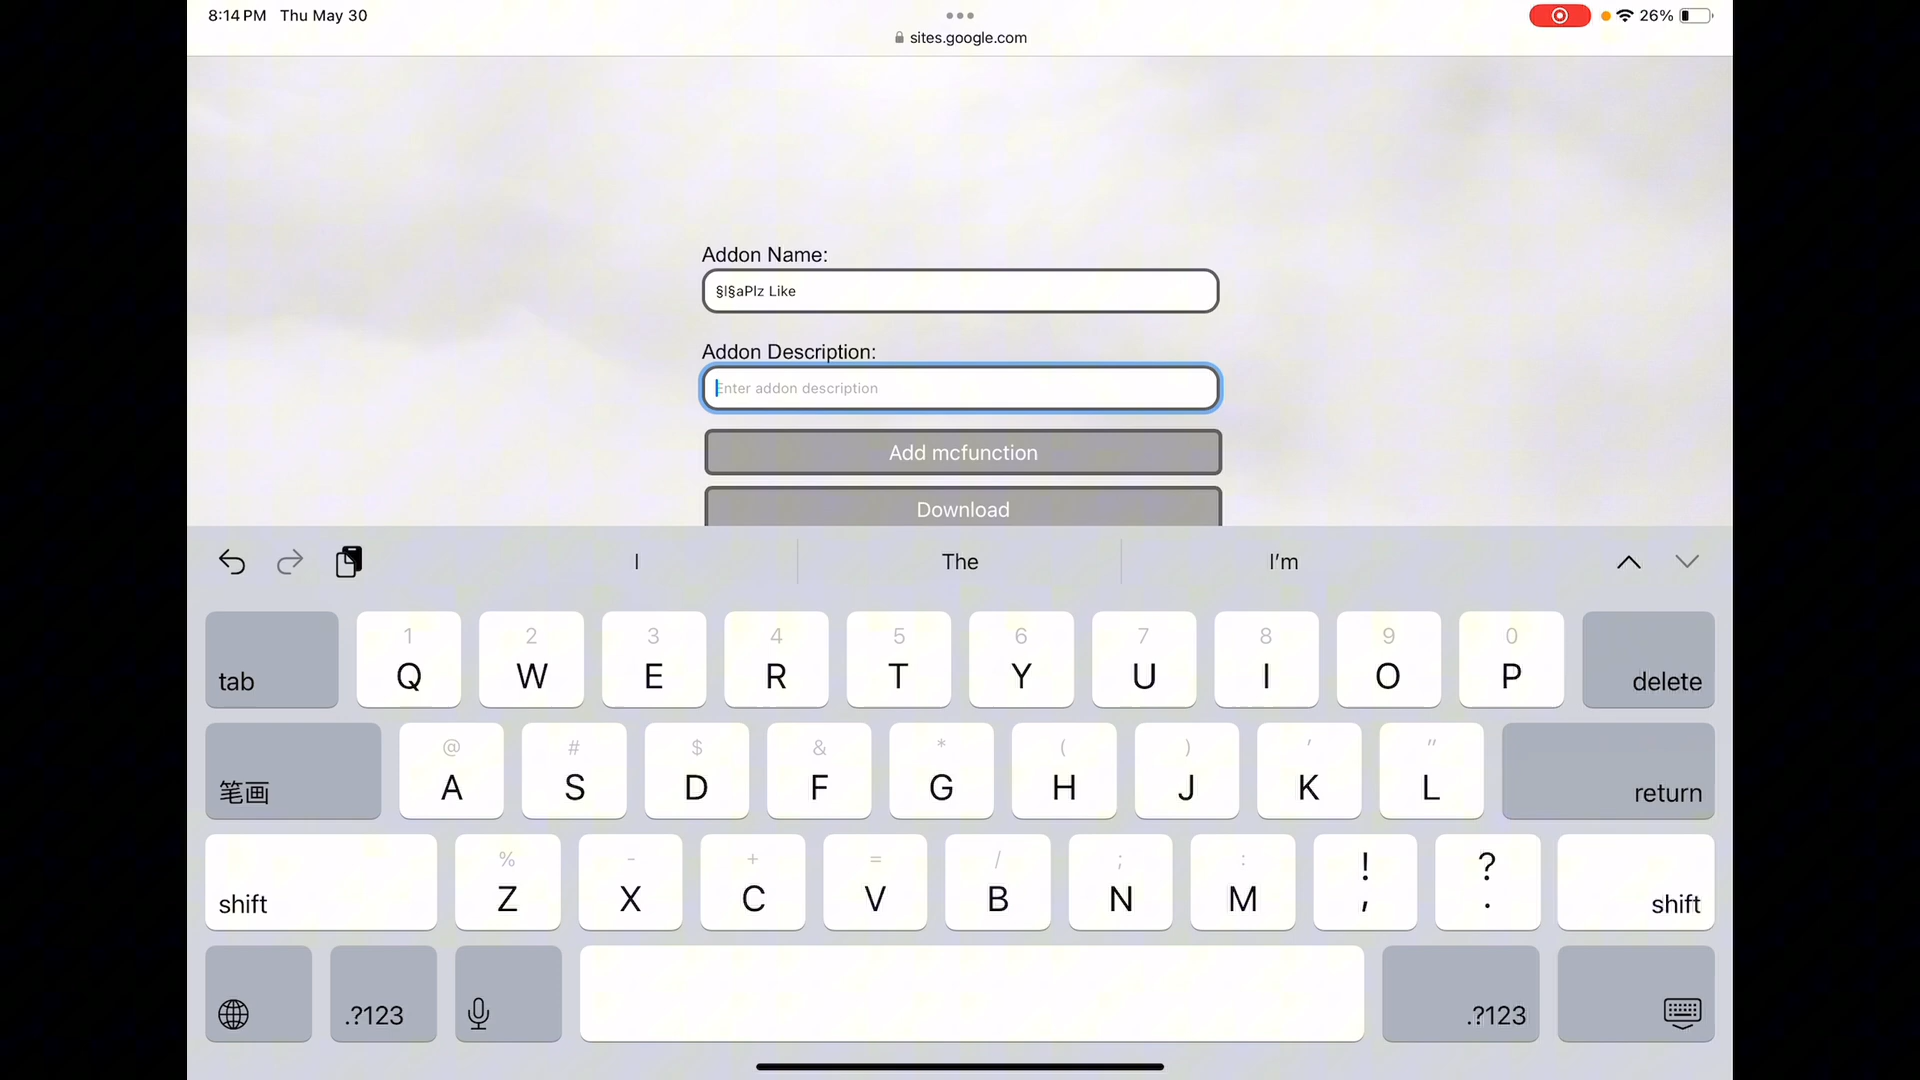 8:14 PM Thu May 30
26%
sites.google.com
Addon Name:
§l§aPlz Like
Addon Description:
Enter addon description
Add mcfunction
Download
I The I’m
1 2 3 4 5 6 7 8 9 0
tab Q W E R T Y U I O P delete
@ # $ & * ( ) ' "
笔画 A S D F G H J K L return
% - + = / ; : ! ?
shift Z X C V B N M , . shift
.?123 .?123